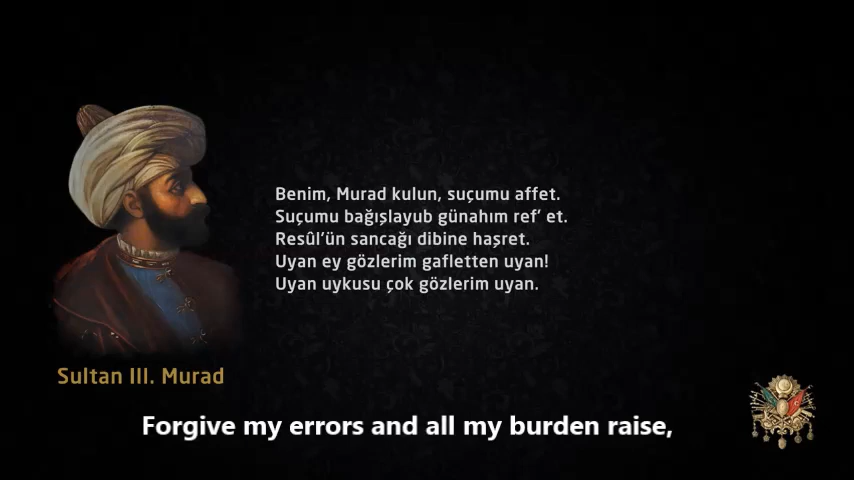 Benim, Murad kulun, suçumu affet.
Suçumu bağışlayub günahım ref' et.
Resûl'ün sancağı dibine haşret.
Uyan ey gözlerim gafletten uyan!
Uyan uykusu çok gözlerim uyan.
Sultan III. Murad
Forgive my errors and all my burden raise,